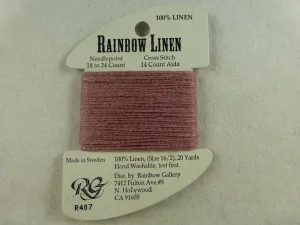 100% LINEN
RAINBOW LINEN
Needlepoint
18 to 24 Count
Cross Stitch
14 Count Aida
Made in Sweden
RG
R407
100% Linen, (Size 16/2), 20 Yards
Hand Washable, test first.
Dist. by Rainbow Gallery
7412 Fulton Ave #5
N. Hollywood
CA 91605